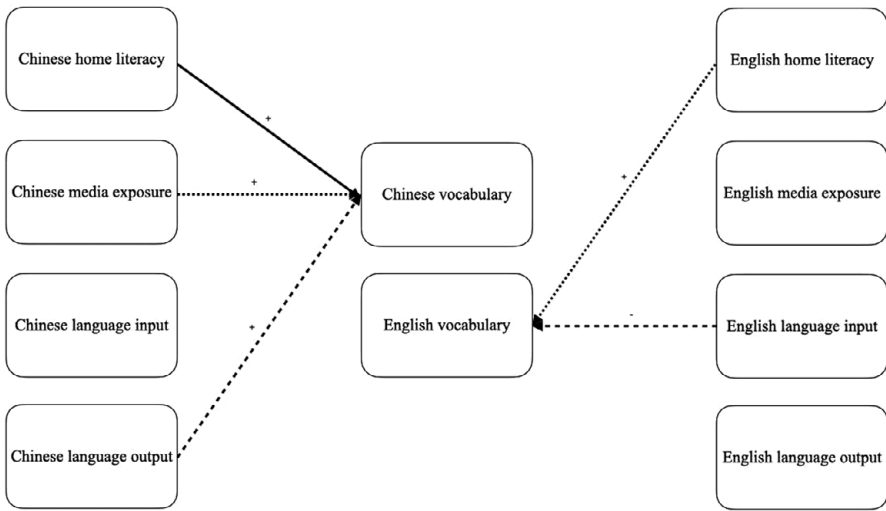 Chinese home literacy
English home literacy
+
Chinese media exposure
+
Chinese vocabulary
+
English media exposure
Chinese language input
+
English vocabulary
-
English language input
Chinese language output
English language output